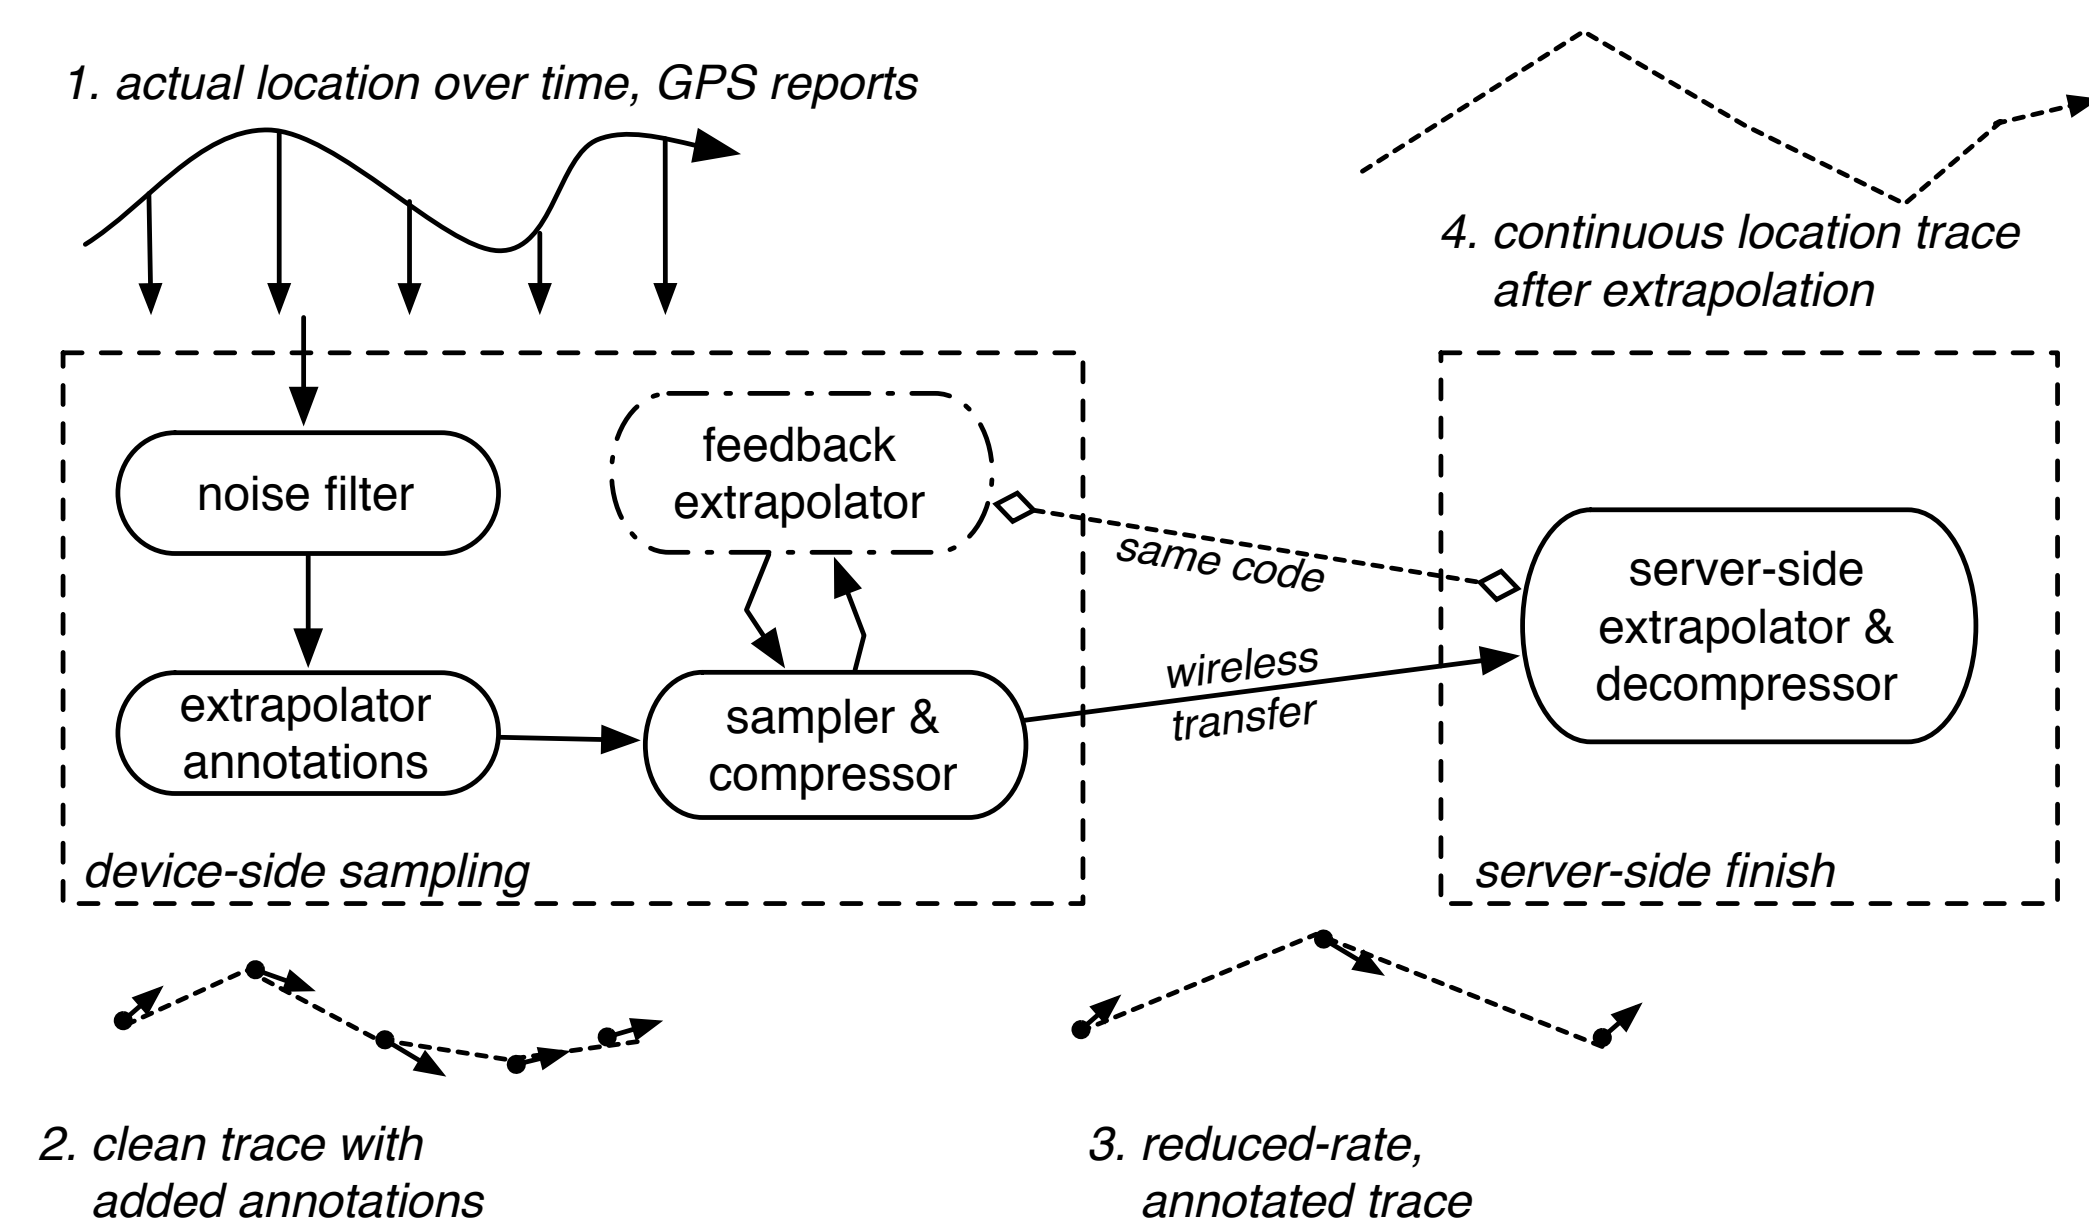 1. actual location over time, GPS reports
4. continuous location trace
after extrapolation
noise filter
feedback
extrapolator
same code
server-side
extrapolator &
decompressor
extrapolator
annotations
sampler &
compressor
wireless
transfer
device-side sampling
server-side finish
2. clean trace with
added annotations
3. reduced-rate,
annotated trace